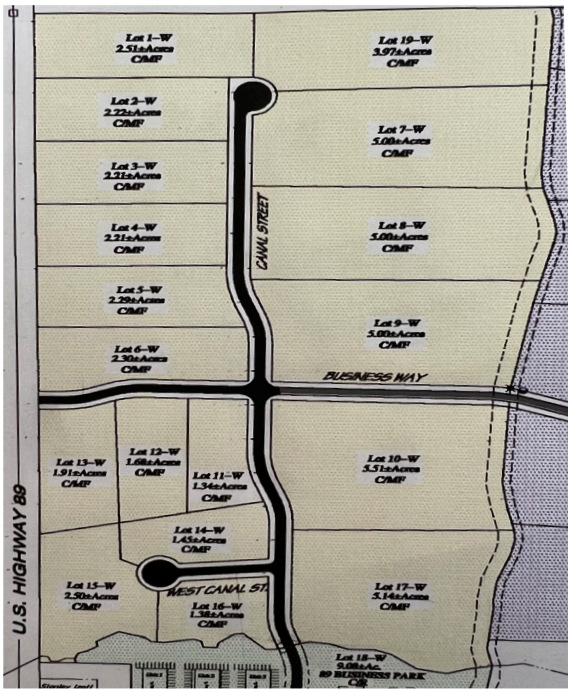 Lot 1-W
2.51±Acres
C/MF
Lot 19-W
3.97±Acres
C/MF
Lot 2-W
2.22±Acres
C/MF
Lot 7-W
5.00±Acres
C/MF
Lot 3-W
2.21±Acres
C/MF
Lot 4-W
2.21±Acres
C/MF
CANAL STREET
Lot 8-W
5.00±Acres
C/MF
Lot 5-W
2.29±Acres
C/MF
Lot 9-W
5.00±Acres
C/MF
Lot 6-W
2.30±Acres
C/MF
BUSINESS WAY
Lot 13-W
1.91±Acres
C/MF
Lot 12-W
1.68±Acres
C/MF
Lot 11-W
1.34±Acres
C/MF
Lot 10-W
5.51±Acres
C/MF
U.S. HIGHWAY 89
Lot 14-W
1.45±Acres
C/MF
Lot 15-W
2.50±Acres
C/MF
WEST CANAL ST.
Lot 16-W
1.38±Acres
C/MF
Lot 17-W
5.14±Acres
C/MF
Lot 18-W
9.08±Ac.
89 BUSINESS PARK
C/R